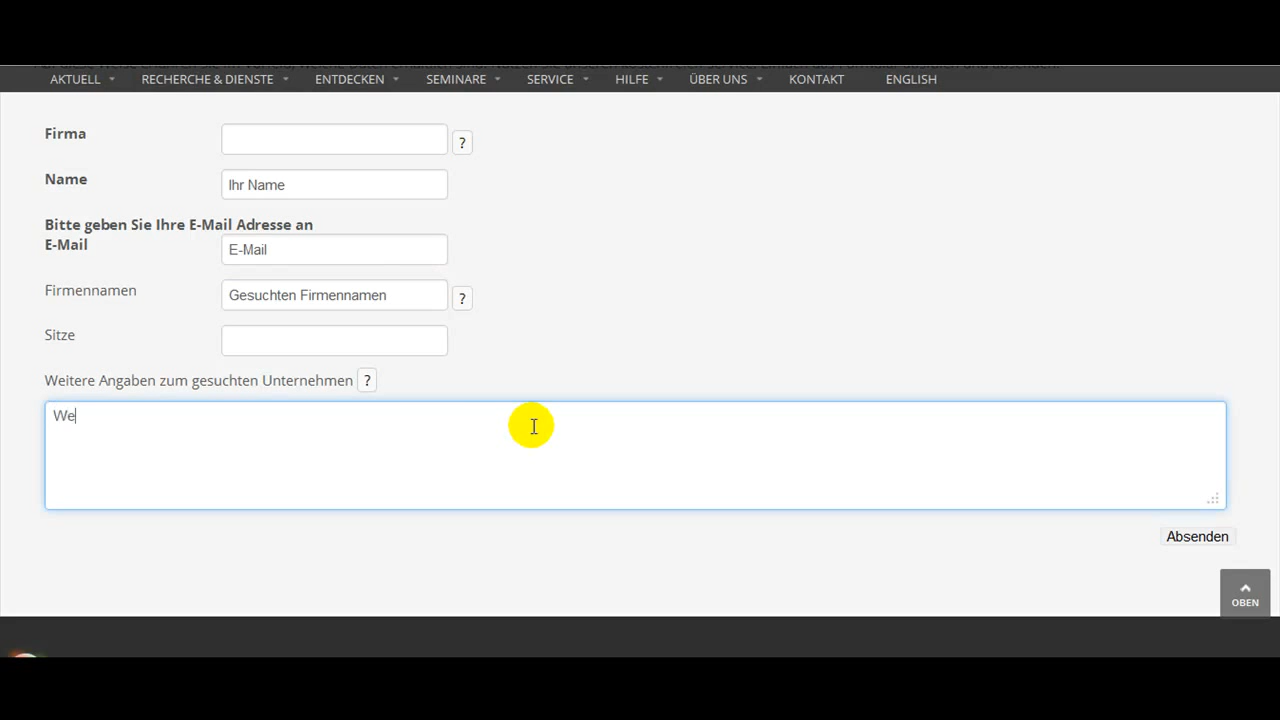 AKTUELL RECHERCHE & DIENSTE ENTDECKEN SEMINARE SERVICE HILFE ÜBER UNS KONTAKT ENGLISH
Firma ?
Name Ihr Name
Bitte geben Sie Ihre E-Mail Adresse an
E-Mail E-Mail
Firmennamen Gesuchten Firmennamen ?
Sitze
Weitere Angaben zum gesuchten Unternehmen ?
We
Absenden
OBEN